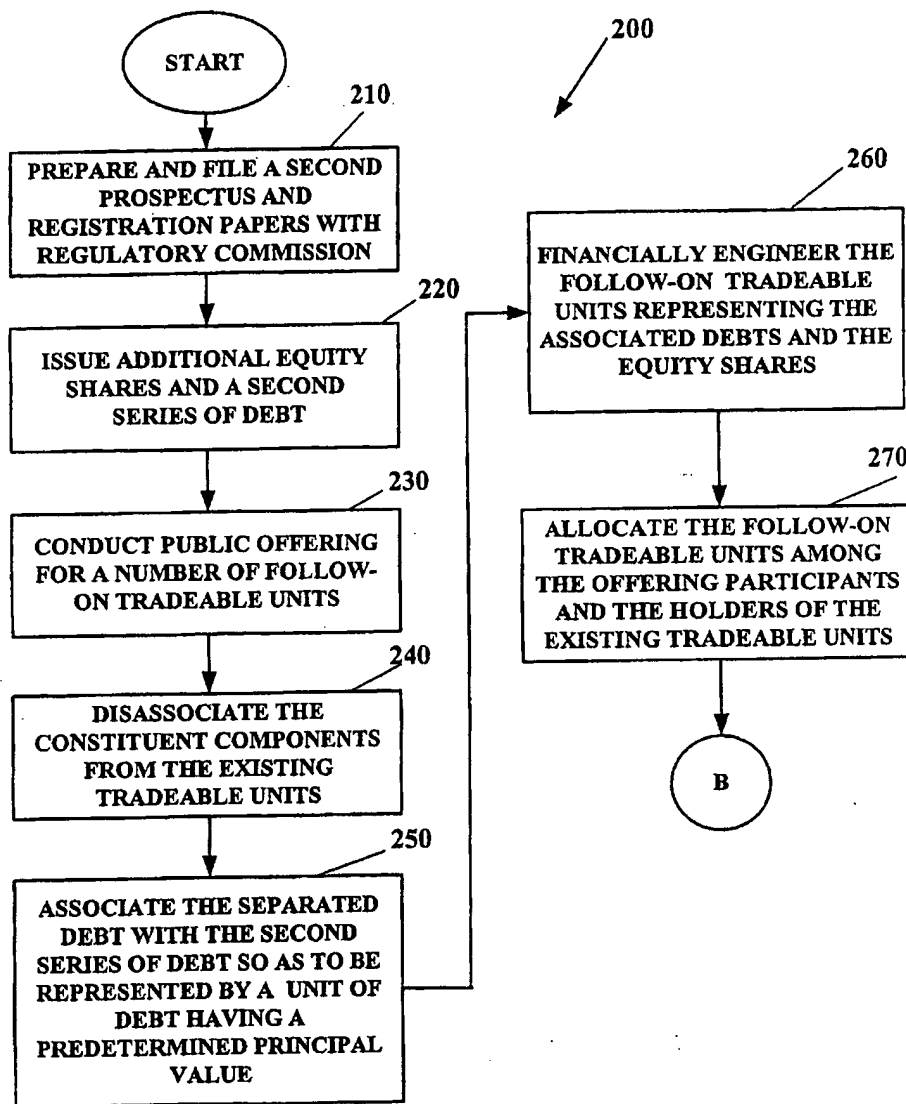 START
200
210
PREPARE AND FILE A SECOND
PROSPECTUS AND
REGISTRATION PAPERS WITH
REGULATORY COMMISSION
220
ISSUE ADDITIONAL EQUITY
SHARES AND A SECOND
SERIES OF DEBT
230
CONDUCT PUBLIC OFFERING
FOR A NUMBER OF FOLLOW-
ON TRADEABLE UNITS
240
DISASSOCIATE THE
CONSTITUENT COMPONENTS
FROM THE EXISTING
TRADEABLE UNITS
250
ASSOCIATE THE SEPARATED
DEBT WITH THE SECOND
SERIES OF DEBT SO AS TO BE
REPRESENTED BY A UNIT OF
DEBT HAVING A
PREDETERMINED PRINCIPAL
VALUE
260
FINANCIALLY ENGINEER THE
FOLLOW-ON TRADEABLE
UNITS REPRESENTING THE
ASSOCIATED DEBTS AND THE
EQUITY SHARES
270
ALLOCATE THE FOLLOW-ON
TRADEABLE UNITS AMONG
THE OFFERING PARTICIPANTS
AND THE HOLDERS OF THE
EXISTING TRADEABLE UNITS
B